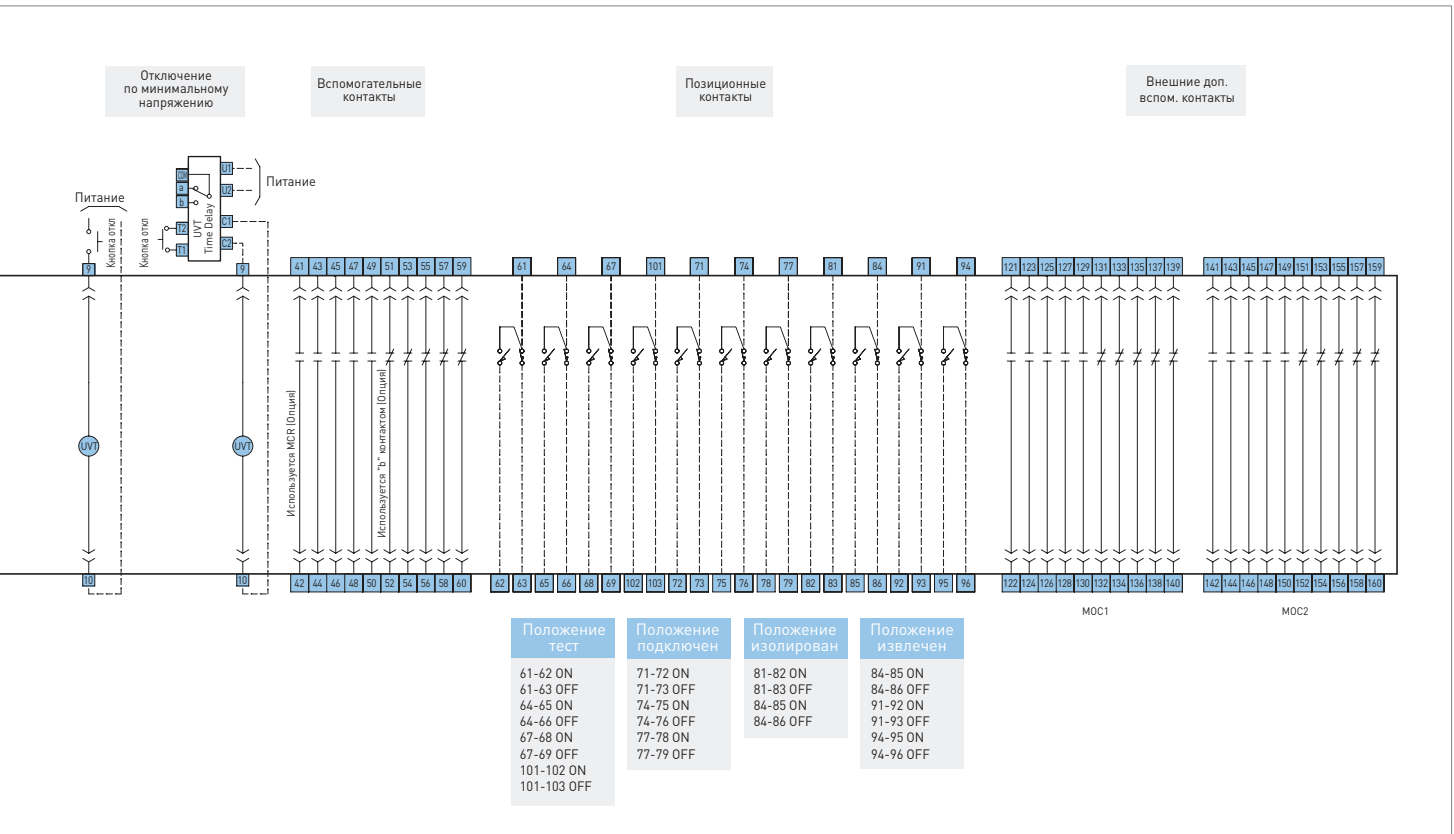 Отключение
по минимальному
напряжению
Вспомогательные
контакты
Позиционные
контакты
Внешние доп.
вспом. контакты
Питание
Кнопка откл
Кнопка откл
COM
a
b
T2
T1
UVT
Time Delay
U1
U2
C1
C2
Питание
9
9
41 43 45 47 49 51 53 55 57 59
61 64 67 101 71 74 77 81 84 91 94
121 123 125 127 129 131 133 135 137 139
141 143 145 147 149 151 153 155 157 159
UVT
UVT
Используется MCR (Опция)
Используется "b" контактом (Опция)
10
10
42 44 46 48 50 52 54 56 58 60
62 63 65 66 68 69 102 103 72 73 75 76 78 79 82 83 85 86 92 93 95 96
122 124 126 128 130 132 134 136 138 140
142 144 146 148 150 152 154 156 158 160
MOC1
MOC2
Положение
тест
61-62 ON
61-63 OFF
64-65 ON
64-66 OFF
67-68 ON
67-69 OFF
101-102 ON
101-103 OFF
Положение
подключен
71-72 ON
71-73 OFF
74-75 ON
74-76 OFF
77-78 ON
77-79 OFF
Положение
изолирован
81-82 ON
81-83 OFF
84-85 ON
84-86 OFF
Положение
извлечен
84-85 ON
84-86 OFF
91-92 ON
91-93 OFF
94-95 ON
94-96 OFF